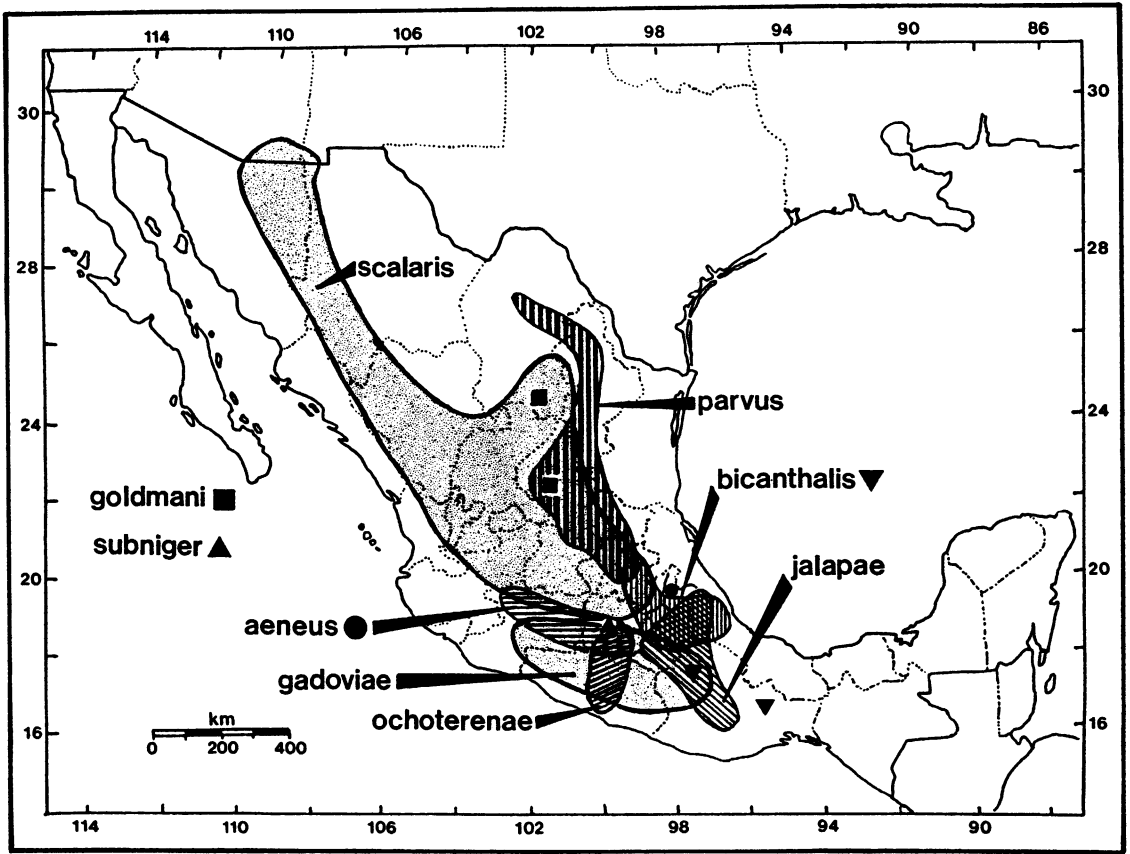 114 110 106 102 98 94 90 86
30 30
28 28
scalaris
24 24
parvus
bicanthalis
goldmani
subniger
jalapae
20 20
aeneus
gadoviae
ochoterenae
km
0 200 400
16 16
114 110 106 102 98 94 90